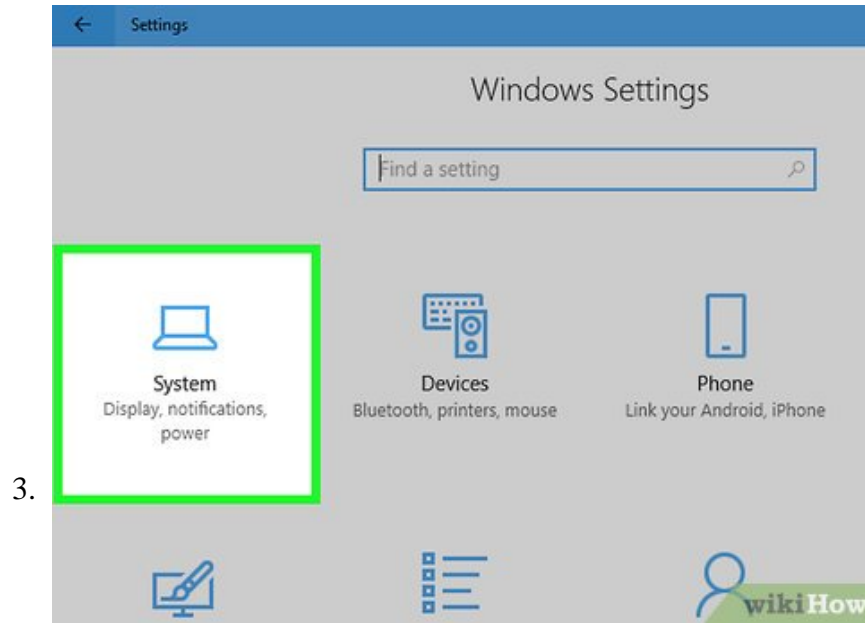 Settings
Windows Settings
Find a setting
System
Display, notifications,
power
Devices
Bluetooth, printers, mouse
Phone
Link your Android, iPhone
3.
wikiHow